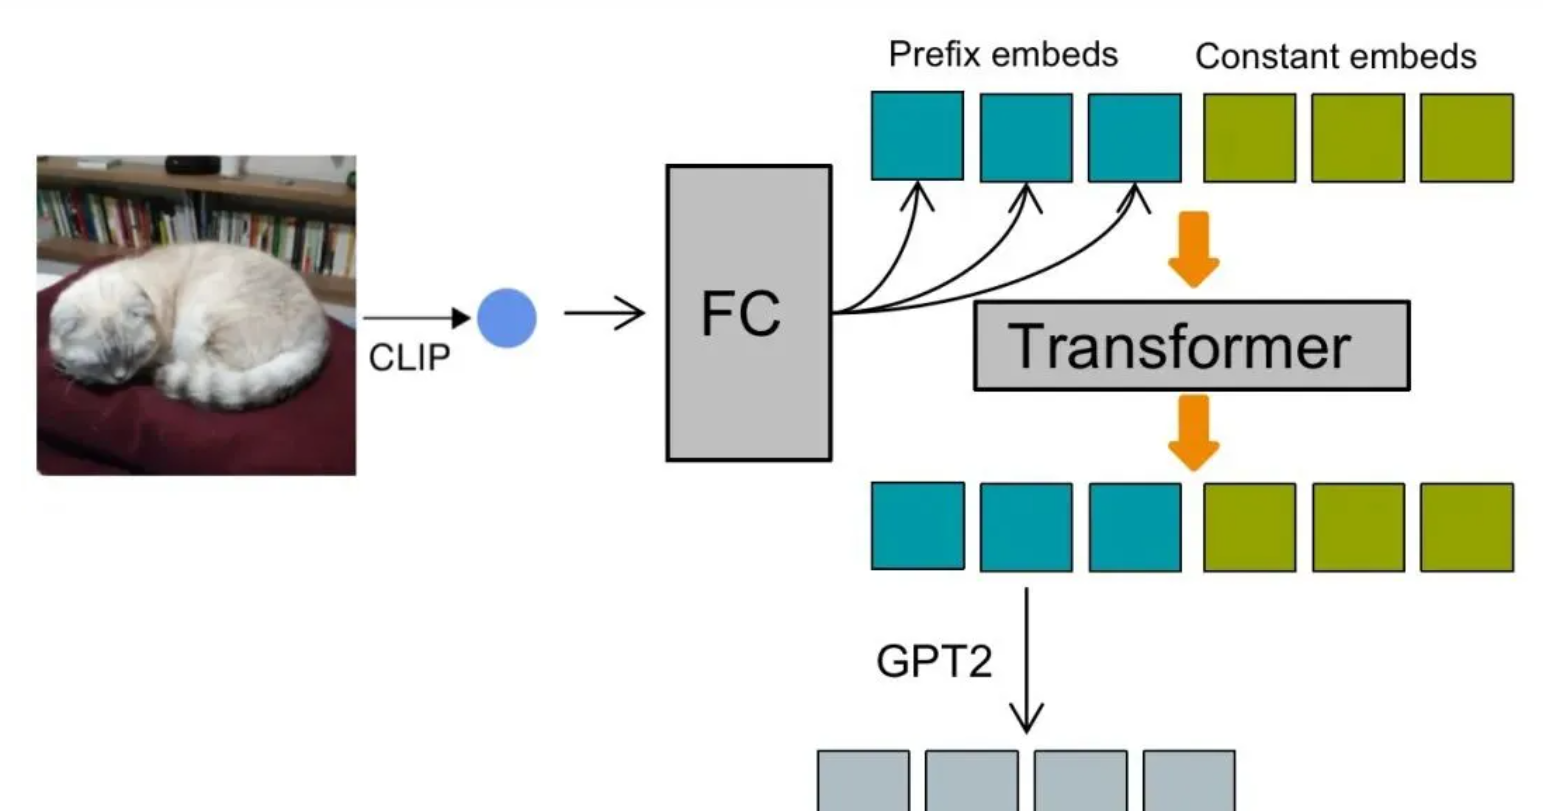 Prefix embeds
Constant embeds
CLIP
FC
Transformer
GPT2